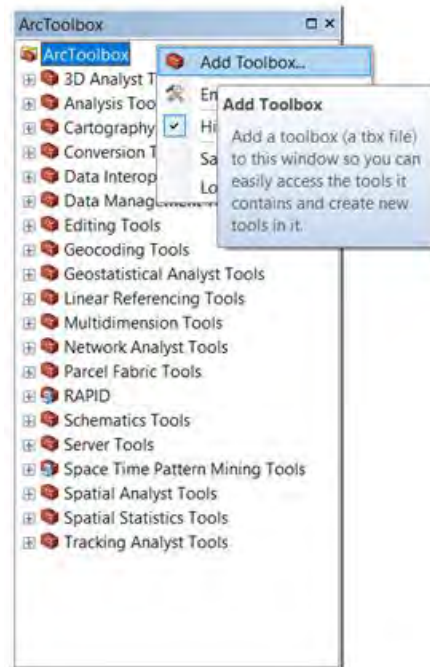 ArcToolbox
ArcToolbox
Add Toolbox...
3D Analyst T
En
Add Toolbox
Analysis Too
Hi
Add a toolbox (a tbx file)
Cartography
Sa
to this window so you can
Conversion T
Lo
easily access the tools it
Data Interop
contains and create new
Data Management
tools in it.
Editing Tools
Geocoding Tools
Geostatistical Analyst Tools
Linear Referencing Tools
Multidimension Tools
Network Analyst Tools
Parcel Fabric Tools
RAPID
Schematics Tools
Server Tools
Space Time Pattern Mining Tools
Spatial Analyst Tools
Spatial Statistics Tools
Tracking Analyst Tools